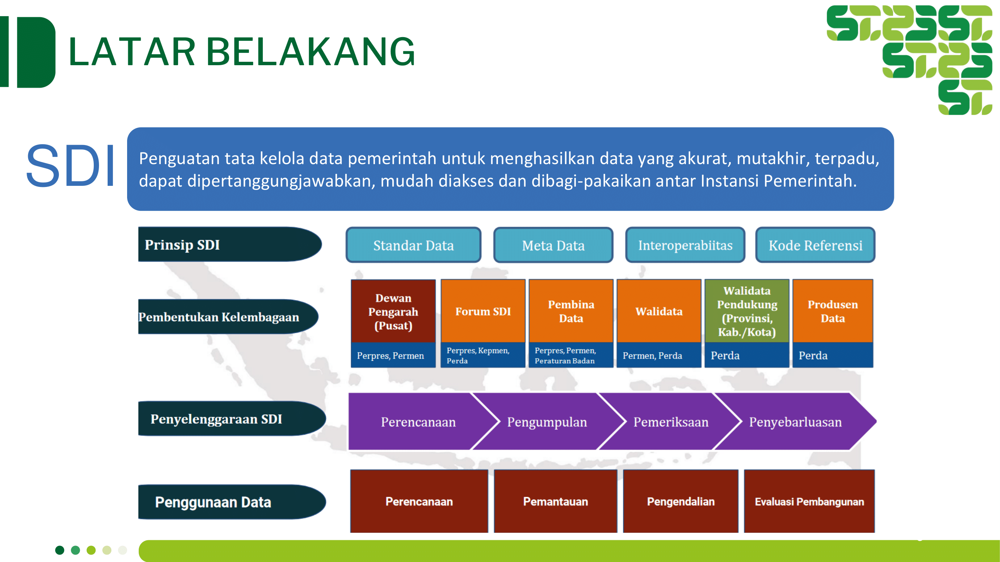 LATAR BELAKANG
SDI
Penguatan tata kelola data pemerintah untuk menghasilkan data yang akurat, mutakhir, terpadu,
dapat dipertanggungjawabkan, mudah diakses dan dibagi-pakaikan antar Instansi Pemerintah.
Prinsip SDI
Standar Data
Meta Data
Interoperabiitas
Kode Referensi
Pembentukan Kelembagaan
Dewan
Pengarah
(Pusat)
Perpres, Permen
Forum SDI
Perpres, Kepmen,
Perda
Pembina
Data
Perpres, Permen,
Peraturan Badan
Walidata
Permen, Perda
Walidata
Pendukung
(Provinsi,
Kab./Kota)
Perda
Produsen
Data
Perda
Penyelenggaraan SDI
Perencanaan
Pengumpulan
Pemeriksaan
Penyebarluasan
Penggunaan Data
Perencanaan
Pemantauan
Pengendalian
Evaluasi Pembangunan